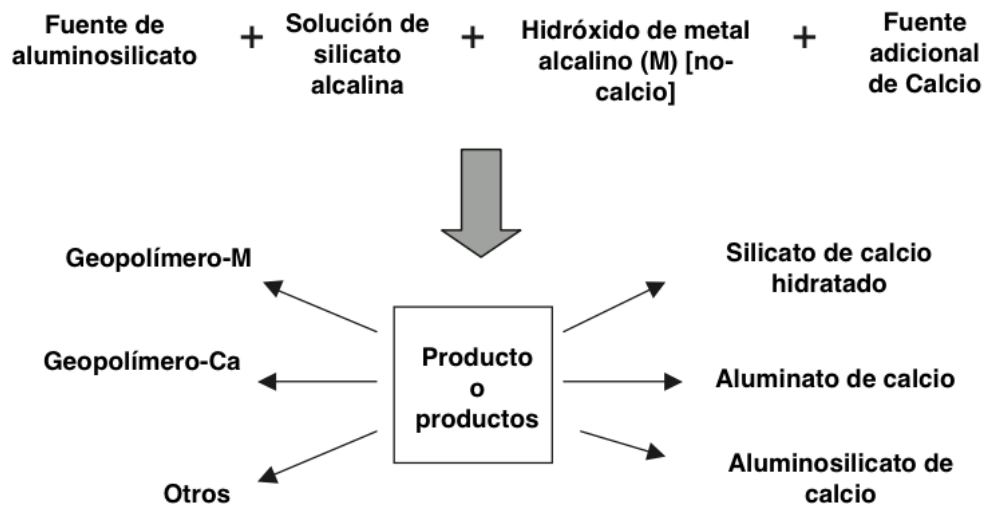 Fuente de
aluminosilicato
+
Solución de
silicato
alcalina
+
Hidróxido de metal
alcalino (M) [no-
calcio]
+
Fuente
adicional
de Calcio
Geopolímero-M
Geopolímero-Ca
Otros
Producto
o
productos
Silicato de calcio
hidratado
Aluminato de calcio
Aluminosilicato de
calcio